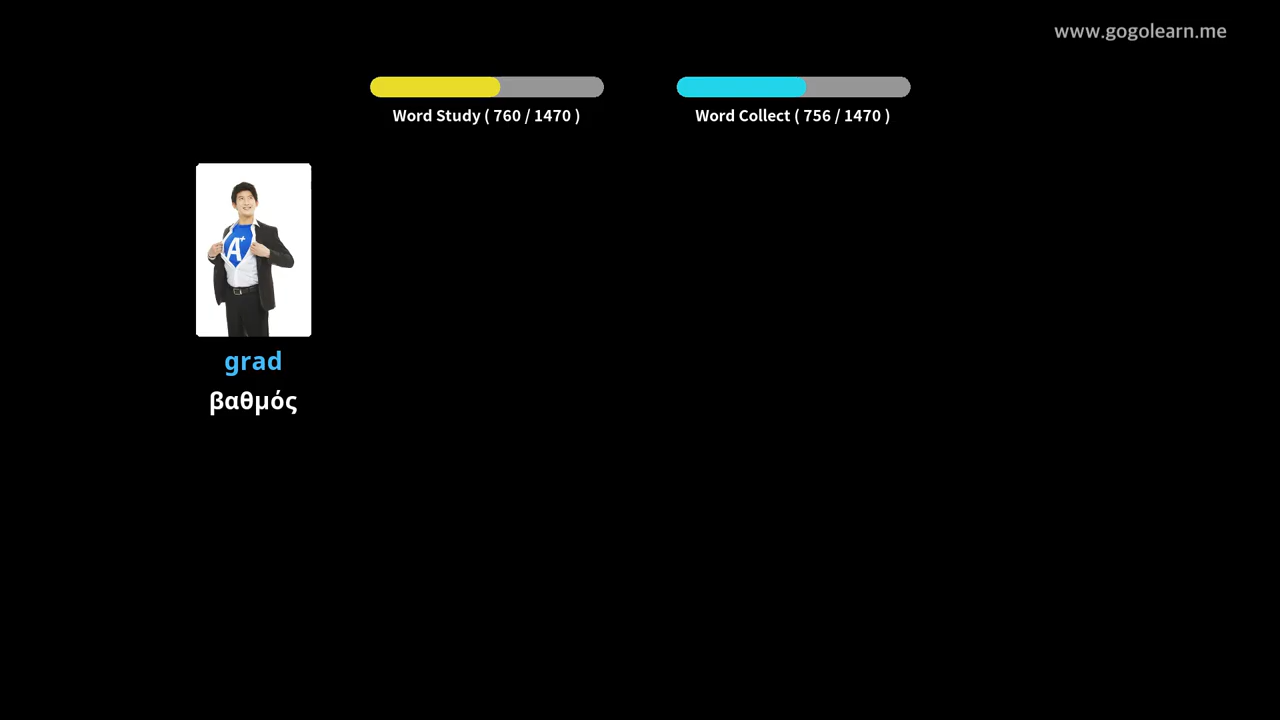 www.gogolearn.me
Word Study ( 760 / 1470 )
Word Collect ( 756 / 1470 )
A+
grad
βαθμός